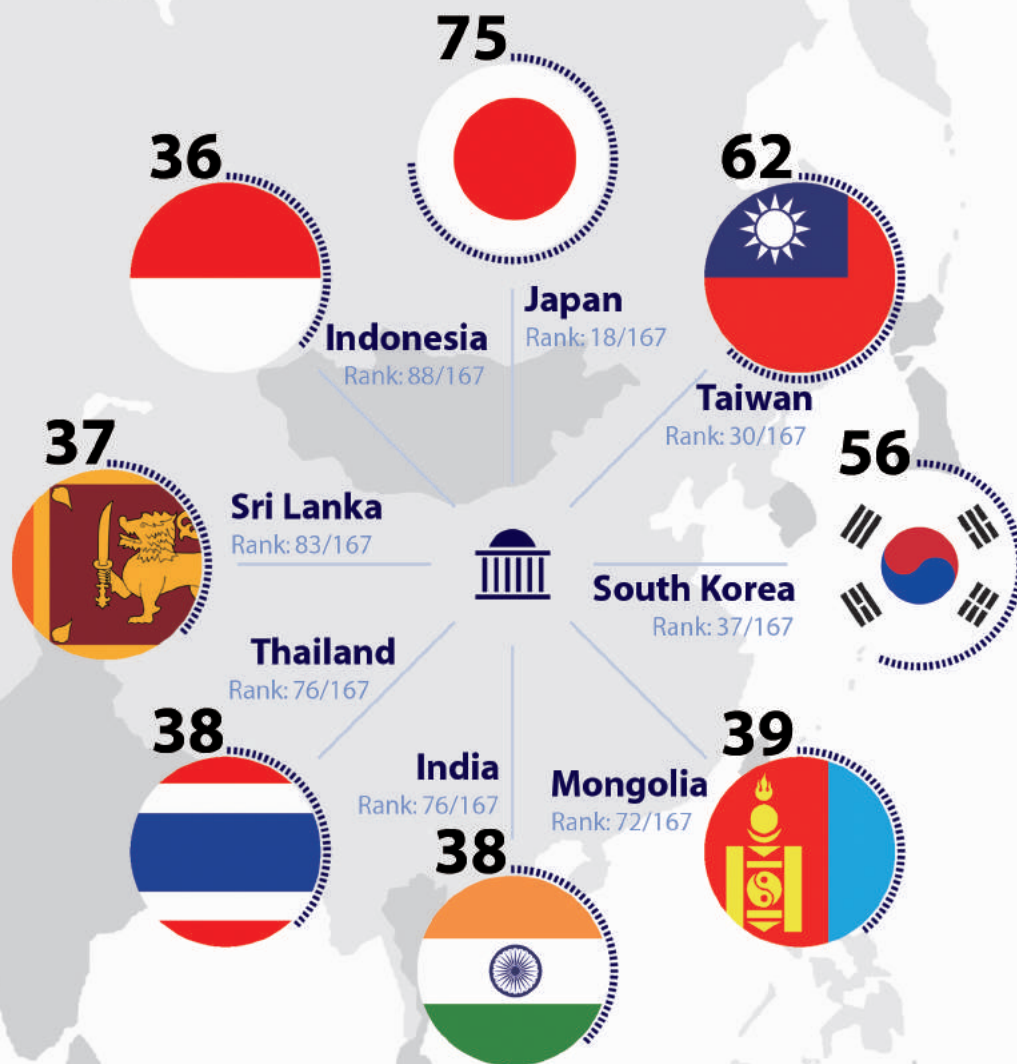 75
Japan
Rank: 18/167
62
Taiwan
Rank: 30/167
56
South Korea
Rank: 37/167
39
Mongolia
Rank: 72/167
38
India
Rank: 76/167
38
Thailand
Rank: 76/167
37
Sri Lanka
Rank: 83/167
36
Indonesia
Rank: 88/167